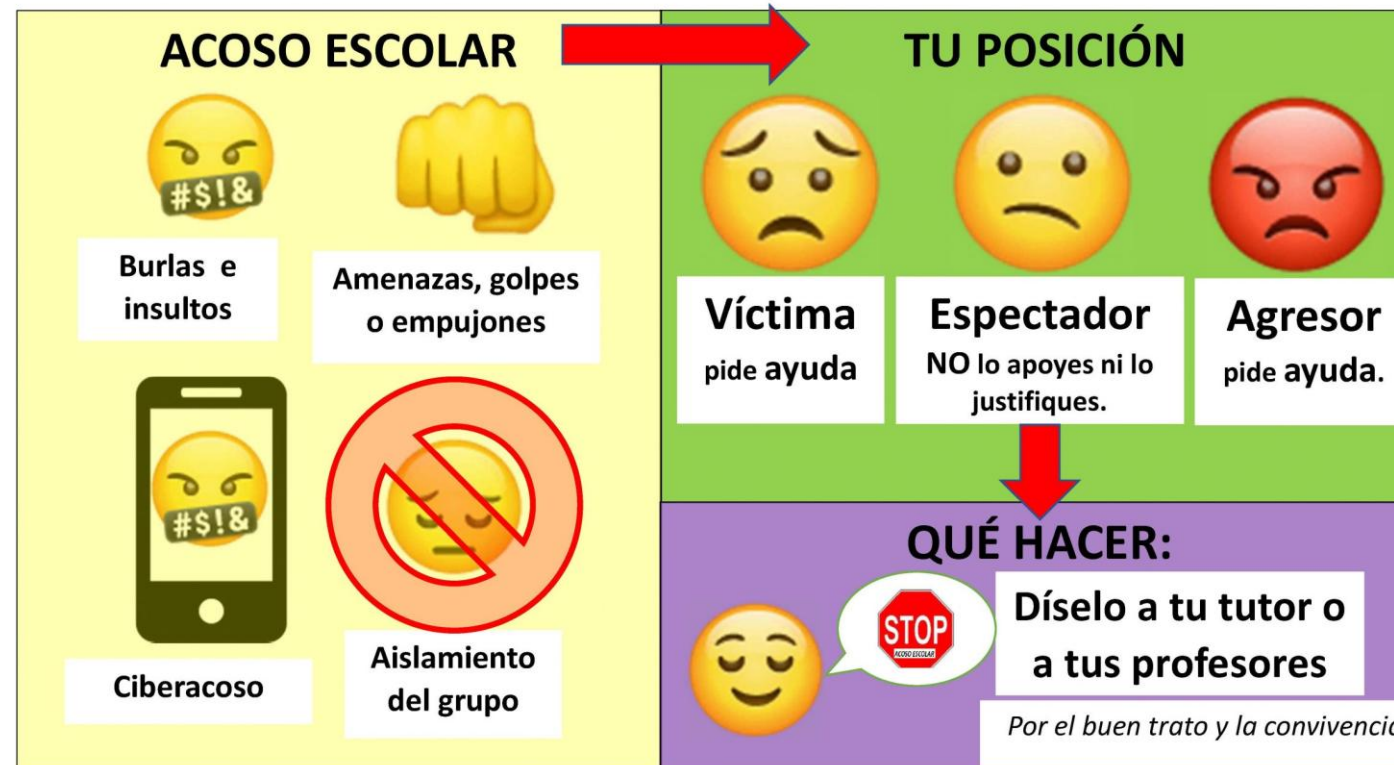 ACOSO ESCOLAR
#$!&
Burlas e
insultos
Amenazas, golpes
o empujones
#$!&
Ciberacoso
Aislamiento
del grupo
TU POSICIÓN
Víctima
pide ayuda
Espectador
NO lo apoyes ni lo
justifiques.
Agresor
pide ayuda.
QUÉ HACER:
STOP
ACOSO ESCOLAR
Díselo a tu tutor o
a tus profesores
Por el buen trato y la convivencia